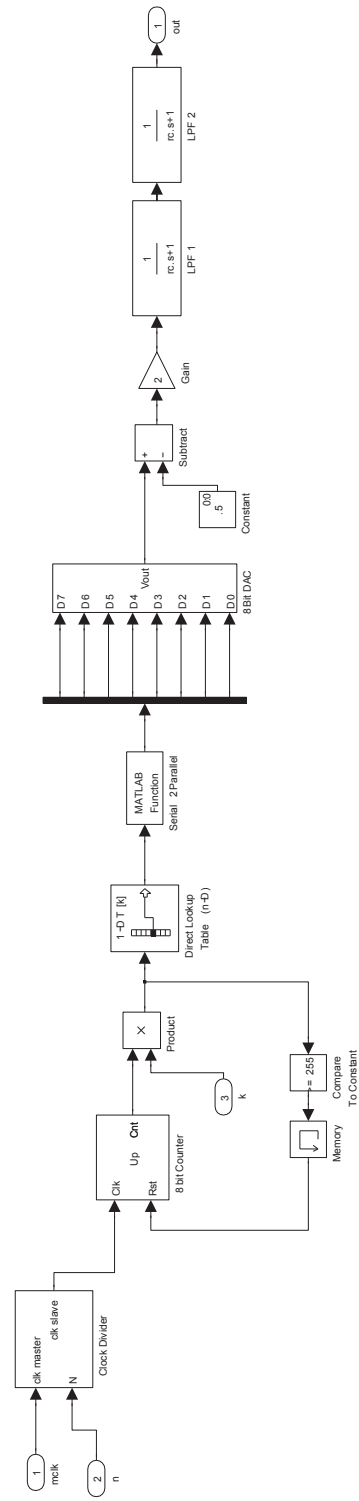 1
mclk
2
n
clk master
clk slave
N
Clock Divider
Clk
Cnt
Up
Rst
8 bit Counter
3
k
×
Product
>= 255
Compare
To Constant
Memory
1-D T [k]
Direct Lookup
Table (n-D)
MATLAB
Function
Serial 2 Parallel
D7
D6
D5
D4
D3
D2
D1
D0
Vout
8 Bit DAC
0:0
.5
Constant
+
−
Subtract
2
Gain
1
rc.s+1
LPF 1
1
rc.s+1
LPF 2
1
out